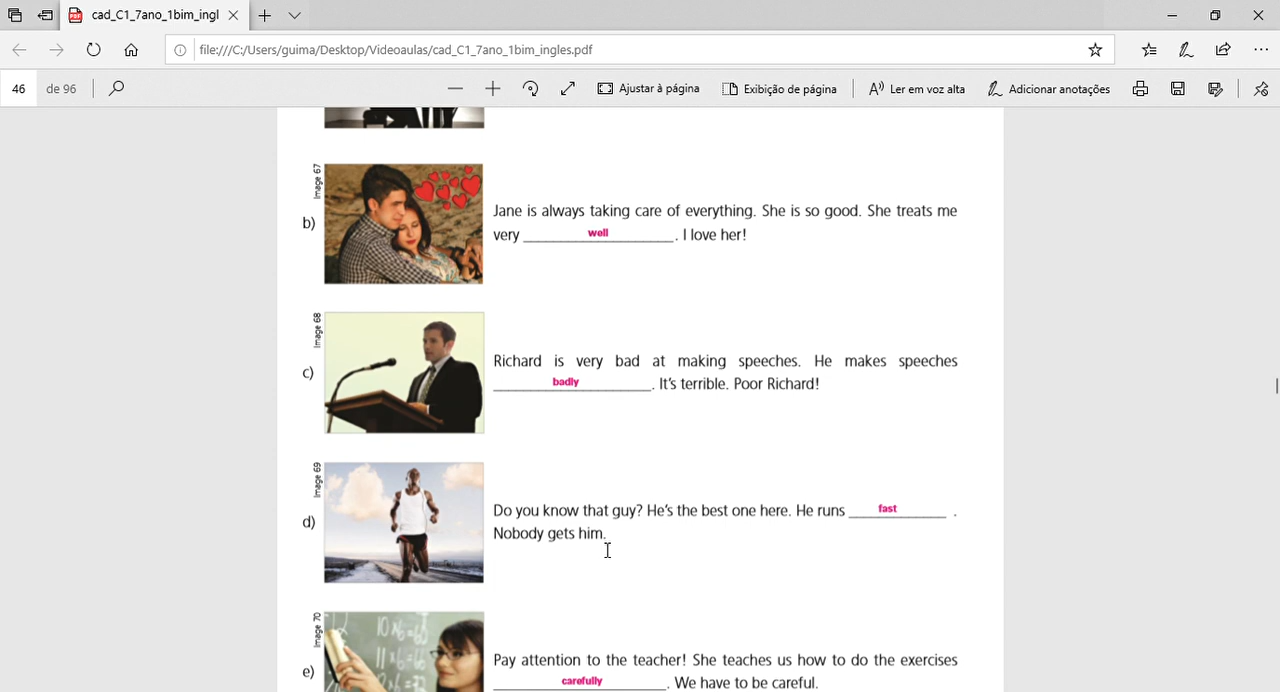 cad_C1_7ano_1bim_ingl
file:///C:/Users/guima/Desktop/Videoaulas/cad_C1_7ano_1bim_ingles.pdf
46 de 96 Ajustar à página Exibição de página Ler em voz alta Adicionar anotações
Image 67
b) Jane is always taking care of everything. She is so good. She treats me
very well. I love her!
Image 68
c) Richard is very bad at making speeches. He makes speeches
badly. It's terrible. Poor Richard!
Image 69
d) Do you know that guy? He's the best one here. He runs fast.
Nobody gets him.
Image 70
10x6=6
11x6=66
e) Pay attention to the teacher! She teaches us how to do the exercises
carefully. We have to be careful.